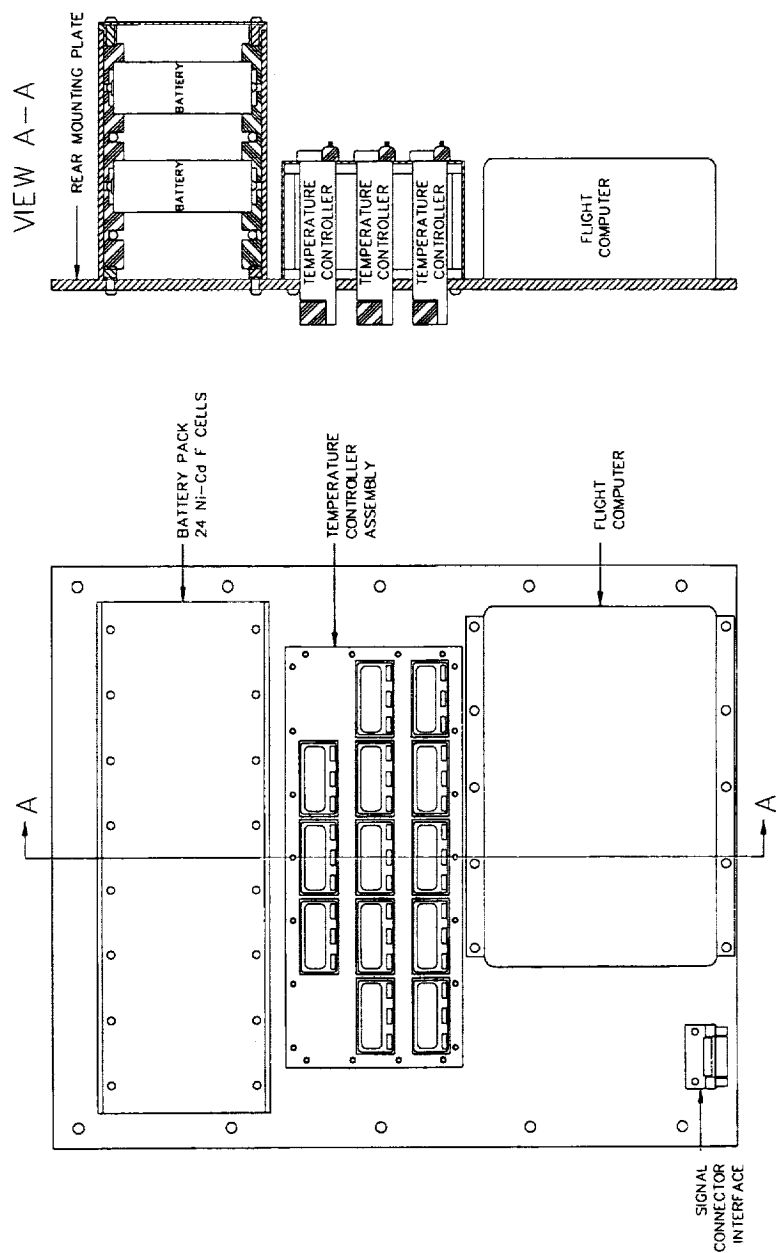 VIEW A-A
REAR MOUNTING PLATE
BATTERY
BATTERY
TEMPERATURE
CONTROLLER
TEMPERATURE
CONTROLLER
TEMPERATURE
CONTROLLER
FLIGHT
COMPUTER
BATTERY PACK
24 Ni-Cd F CELLS
TEMPERATURE
CONTROLLER
ASSEMBLY
FLIGHT
COMPUTER
A
A
SIGNAL
CONNECTOR
INTERFACE